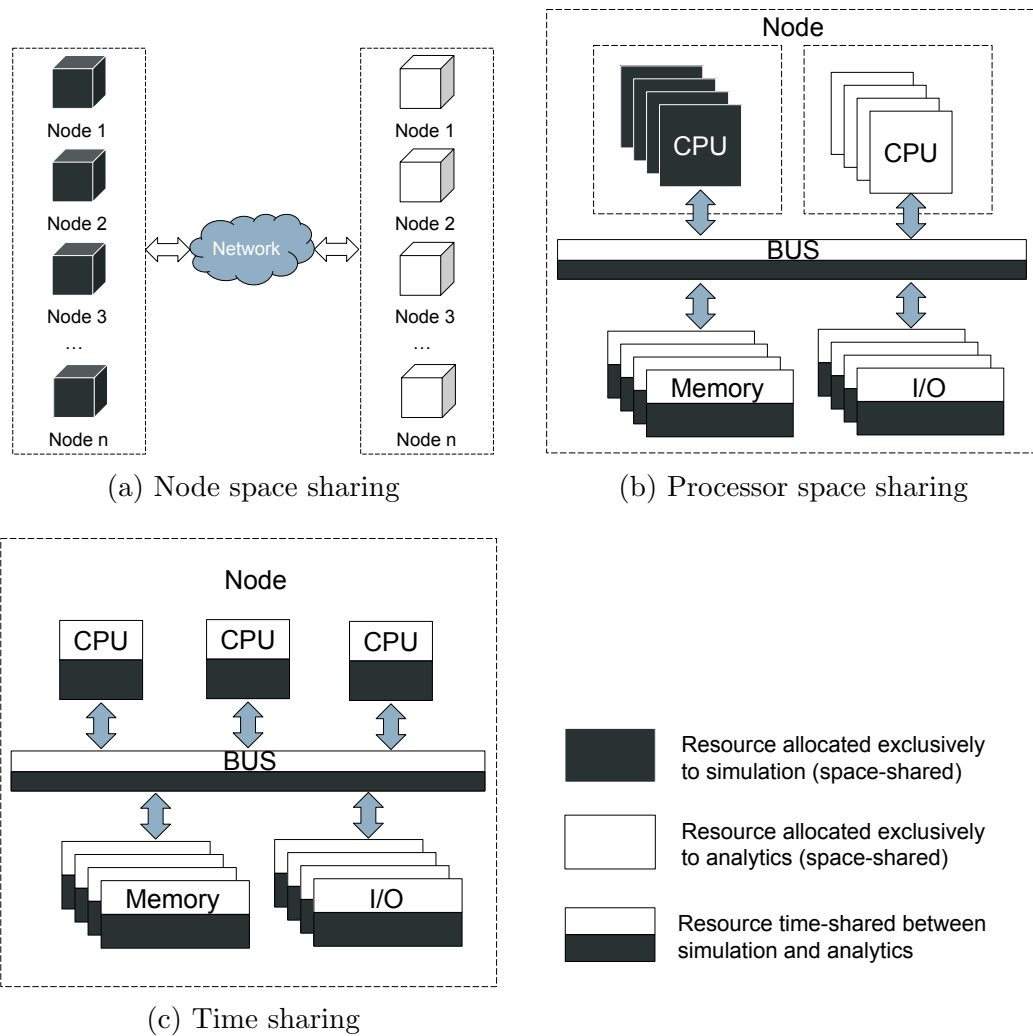 Node 1
Node 2
Node 3
...
Node n
Network
Node 1
Node 2
Node 3
...
Node n
(a) Node space sharing
Node
CPU
CPU
BUS
Memory
I/O
(b) Processor space sharing
Node
CPU
CPU
CPU
BUS
Memory
I/O
(c) Time sharing
Resource allocated exclusively
to simulation (space-shared)
Resource allocated exclusively
to analytics (space-shared)
Resource time-shared between
simulation and analytics